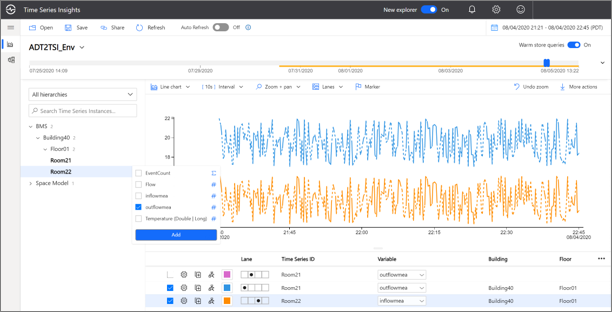 Time Series Insights
New explorer On
Open Save Share Refresh Auto-Refresh Off 08/04/2020 21:21 - 08/04/2020 22:45 (PDT)
ADT2TSI_Env
Warm store queries On
07/25/2020 14:09 07/28/2020 07/31/2020 08/01/2020 08/03/2020 08/05/2020 13:22
All hierarchies
Line chart 10s Interval Zoom + pan Lanes Marker Undo zoom More actions
Search Time Series Instances...
BMS 2
Building40 2
Floor01 2
Room21
Room22
Space Model 1
22
20
18
EventCount
Flow
inflowmea
outflowmea
Temperature (Double | Long)
Add
2020
21:45 22:00 22:15 22:30 22:45
08/04/2020
Lane Time Series ID Variable Building Floor
Room21 outflowmea
Room21 outflowmea Building40 Floor01
Room22 inflowmea Building40 Floor01